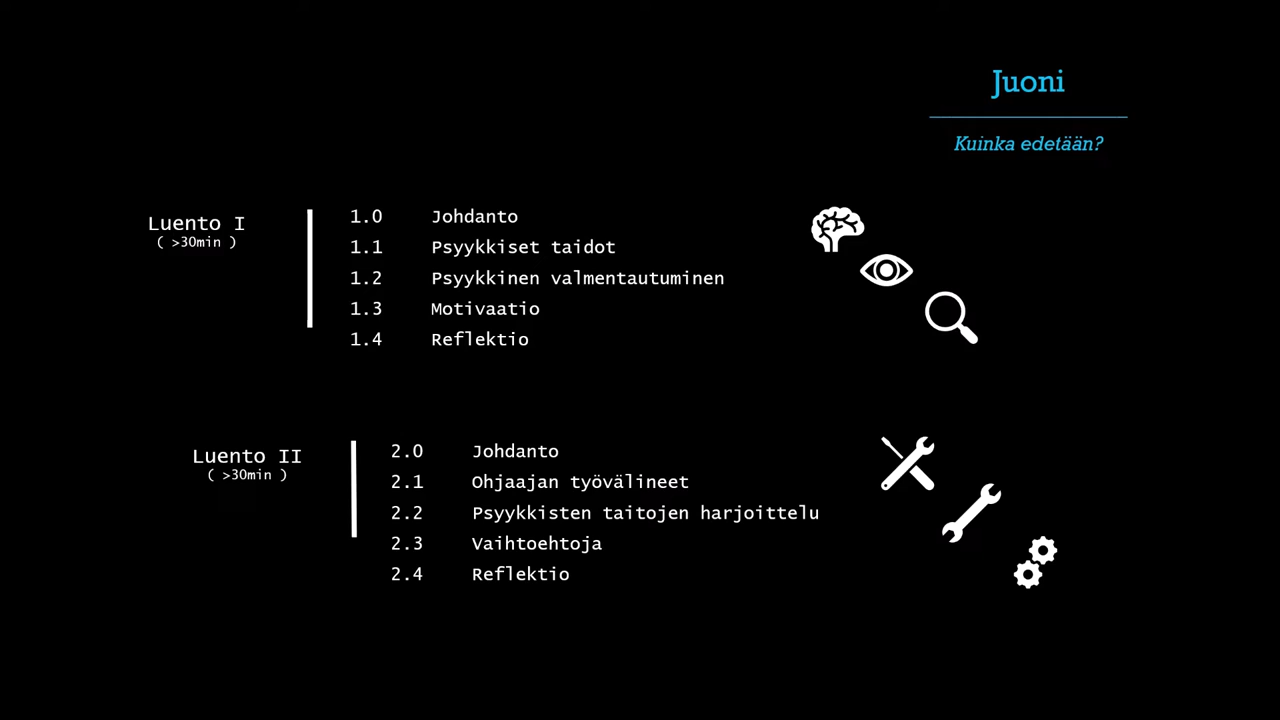 Juoni
Kuinka edetään?
Luento I
( >30min )
1.0 Johdanto
1.1 Psyykkiset taidot
1.2 Psyykkinen valmentautuminen
1.3 Motivaatio
1.4 Reflektio
Luento II
( >30min )
2.0 Johdanto
2.1 Ohjaajan työvälineet
2.2 Psyykkisten taitojen harjoittelu
2.3 Vaihtoehtoja
2.4 Reflektio